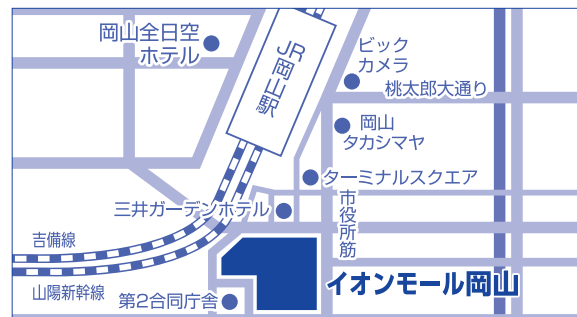 岡山全日空
ホテル
JR岡山駅
ビック
カメラ
桃太郎大通り
岡山
タカシマヤ
ターミナルスクエア
三井ガーデンホテル
市役所筋
吉備線
山陽新幹線
第2合同庁舎
イオンモール岡山